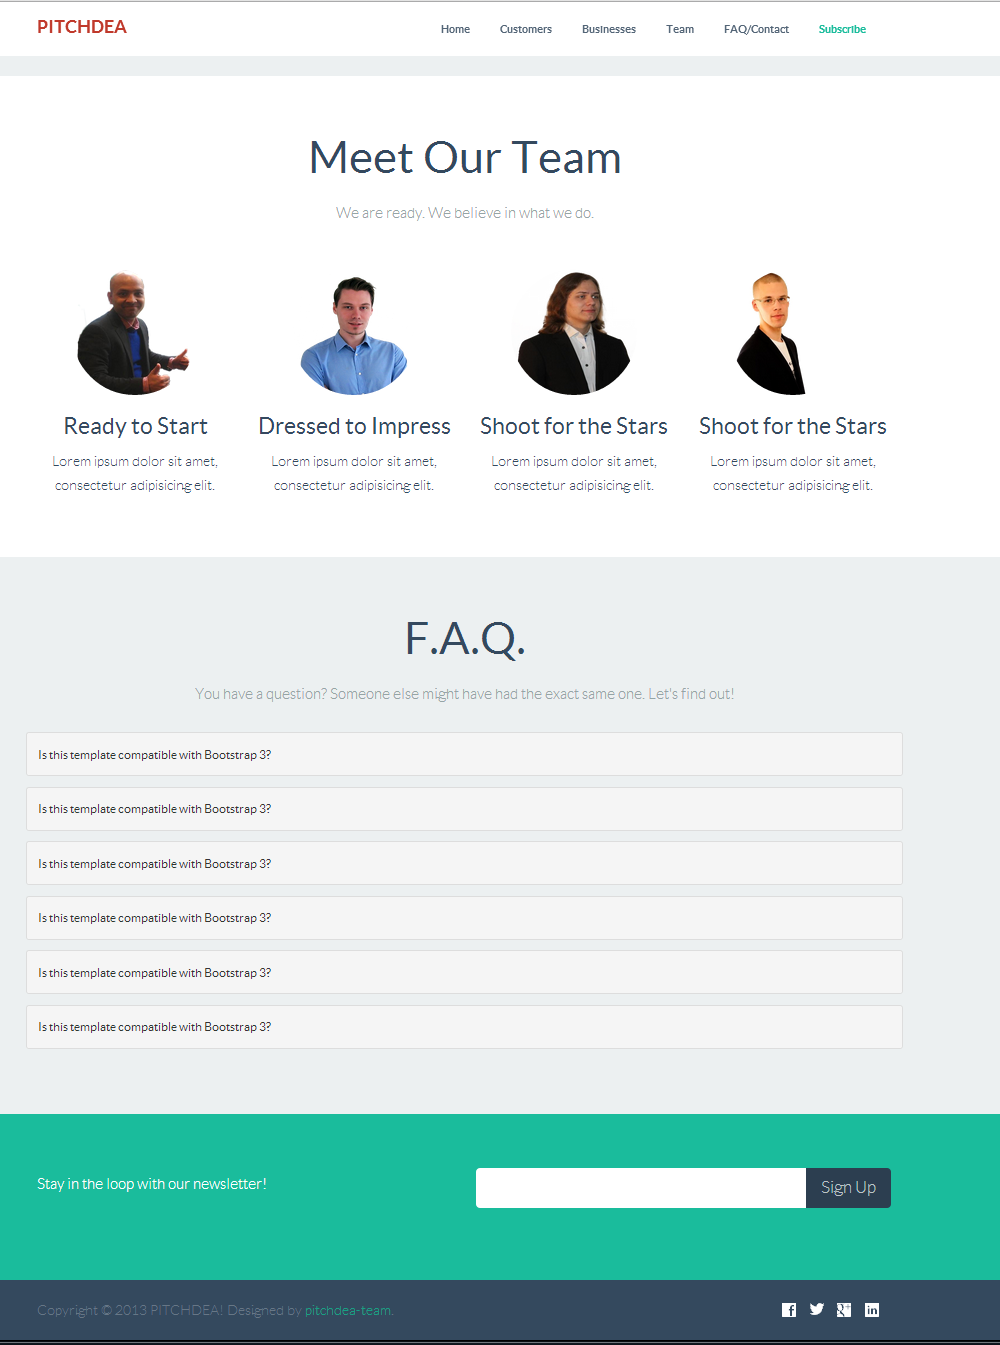 PITCHDEA
Home Customers Businesses Team FAQ/Contact Subscribe
Meet Our Team
We are ready. We believe in what we do.
Ready to Start Dressed to Impress Shoot for the Stars Shoot for the Stars
Lorem ipsum dolor sit amet, Lorem ipsum dolor sit amet, Lorem ipsum dolor sit amet, Lorem ipsum dolor sit amet,
consectetur adipisicing elit. consectetur adipisicing elit. consectetur adipisicing elit. consectetur adipisicing elit.
F.A.Q.
You have a question? Someone else might have had the exact same one. Let's find out!
Is this template compatible with Bootstrap 3?
Is this template compatible with Bootstrap 3?
Is this template compatible with Bootstrap 3?
Is this template compatible with Bootstrap 3?
Is this template compatible with Bootstrap 3?
Is this template compatible with Bootstrap 3?
Stay in the loop with our newsletter!
Sign Up
Copyright © 2013 PITCHDEA! Designed by pitchdea-team.